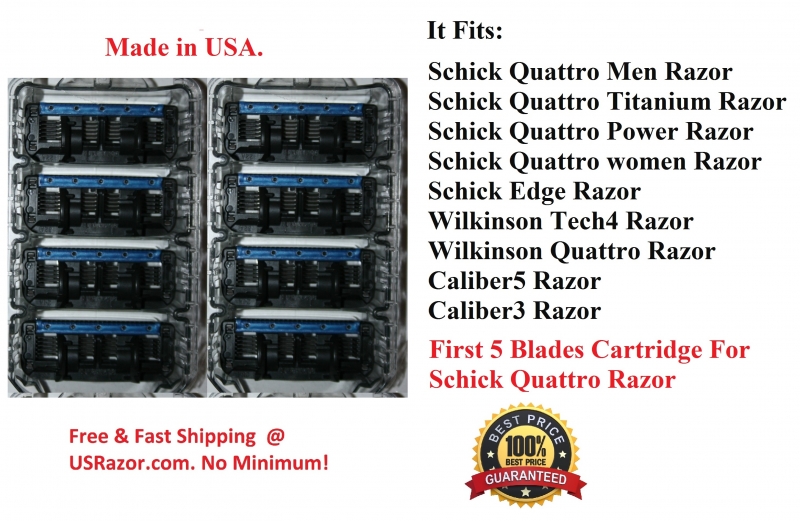 Made in USA.
It Fits:
Schick Quattro Men Razor
Schick Quattro Titanium Razor
Schick Quattro Power Razor
Schick Quattro women Razor
Schick Edge Razor
Wilkinson Tech4 Razor
Wilkinson Quattro Razor
Caliber5 Razor
Caliber3 Razor
First 5 Blades Cartridge For
Schick Quattro Razor
Free & Fast Shipping @
USRazor.com. No Minimum!
BEST PRICE
100%
BEST PRICE
GUARANTEED
BEST PRICE